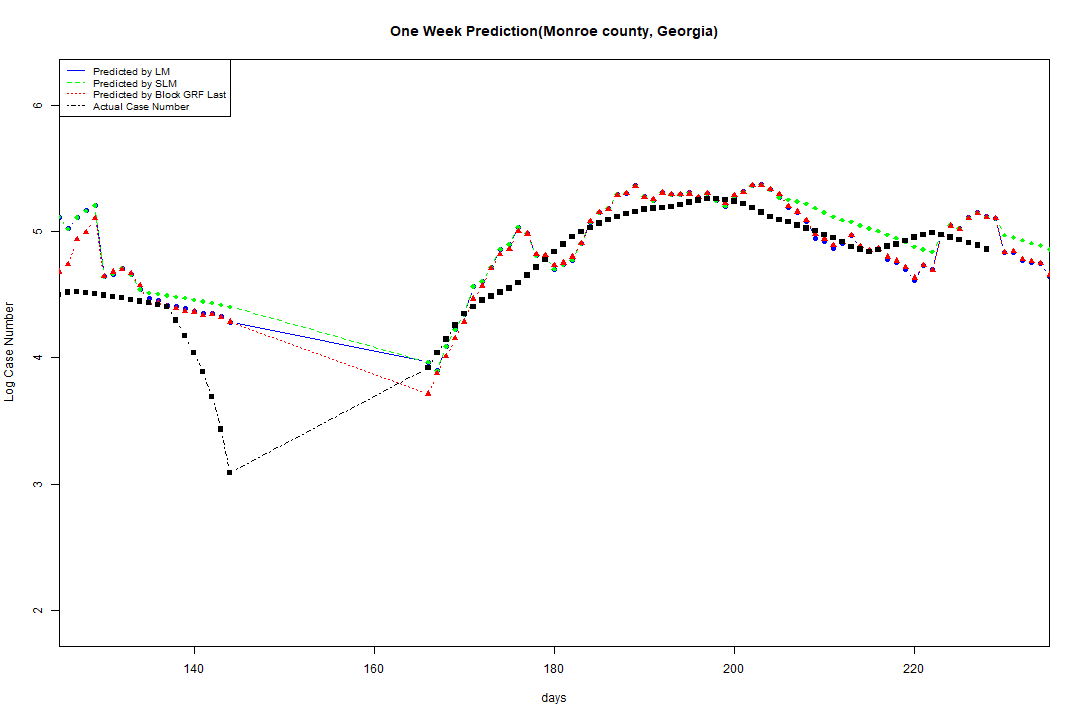 One Week Prediction(Monroe county, Georgia)
Predicted by LM
Predicted by SLM
Predicted by Block GRF Last
Actual Case Number
6
5
4
3
2
Log Case Number
140 160 180 200 220
days